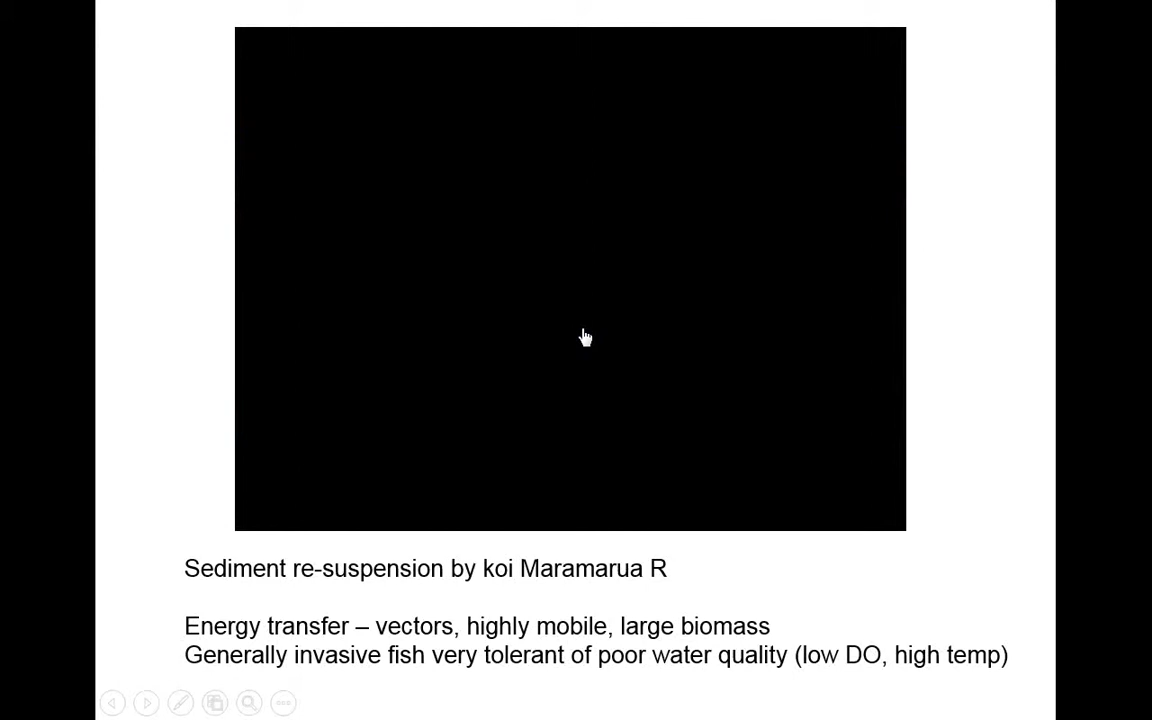 Sediment re-suspension by koi Maramarua R
Energy transfer – vectors, highly mobile, large biomass
Generally invasive fish very tolerant of poor water quality (low DO, high temp)